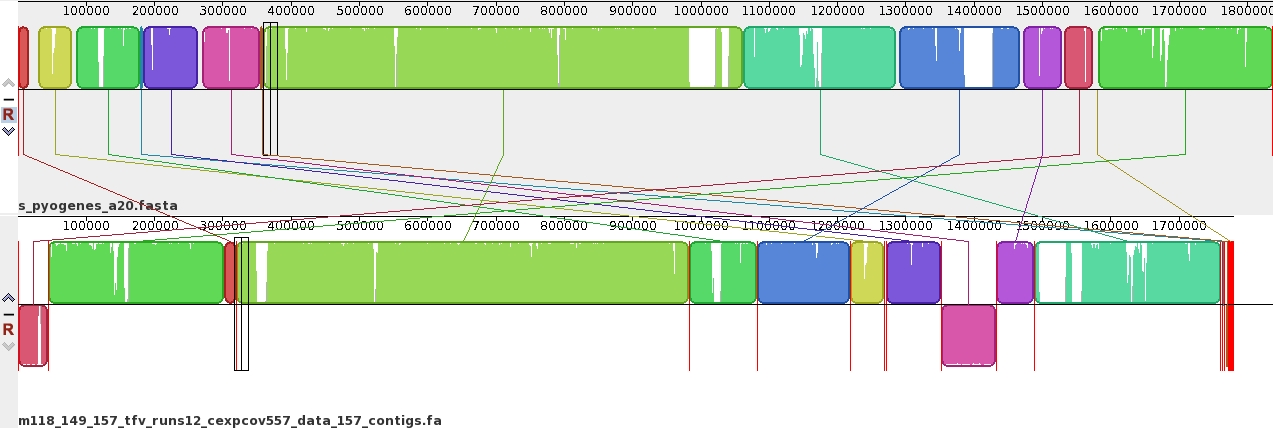 100000 200000 300000 400000 500000 600000 700000 800000 900000 1000000 1100000 1200000 1300000 1400000 1500000 1600000 1700000 1800000
R
s_pyogenes_a20.fasta
100000 200000 300000 400000 500000 600000 700000 800000 900000 1000000 1100000 1200000 1300000 1400000 1500000 1600000 1700000
R
m118_149_157_tfv_runs12_cexpcov557_data_157_contigs.fa